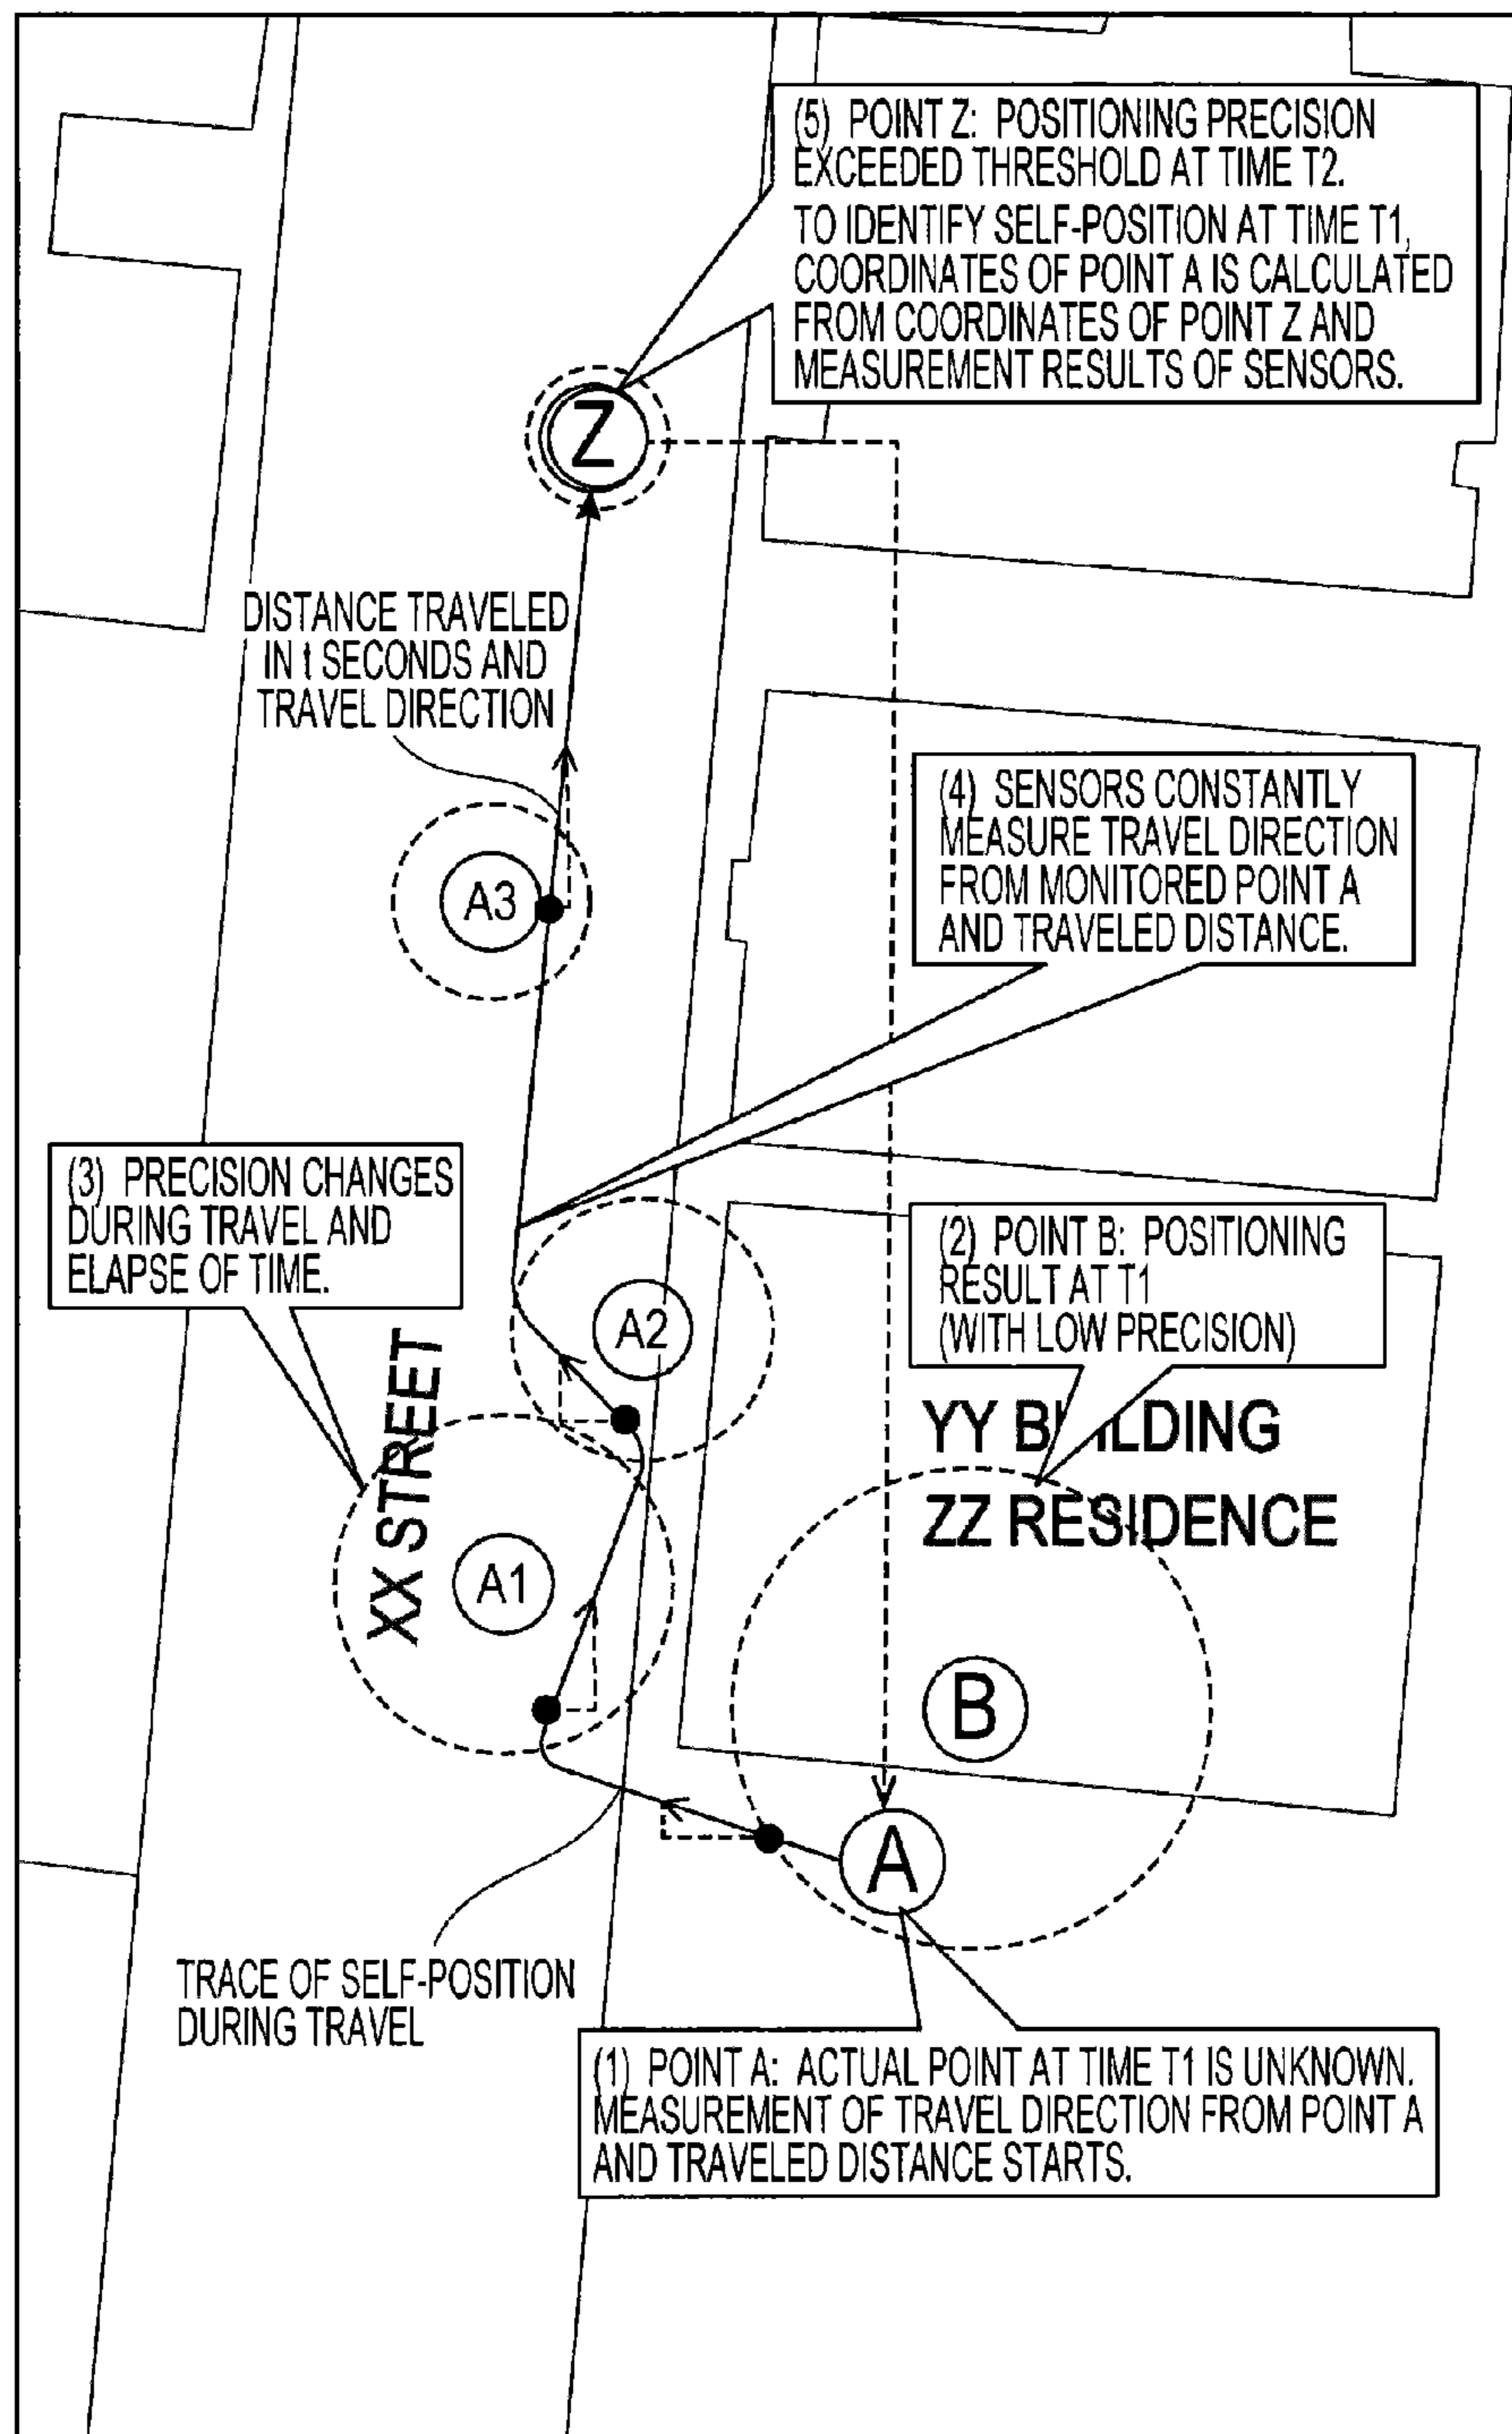 (5) POINT Z: POSITIONING PRECISION
EXCEEDED THRESHOLD AT TIME T2.
TO IDENTIFY SELF-POSITION AT TIME T1,
COORDINATES OF POINT A IS CALCULATED
FROM COORDINATES OF POINT Z AND
MEASUREMENT RESULTS OF SENSORS.
Z
DISTANCE TRAVELED
IN t SECONDS AND
TRAVEL DIRECTION
(4) SENSORS CONSTANTLY
MEASURE TRAVEL DIRECTION
FROM MONITORED POINT A
AND TRAVELED DISTANCE.
A3
(3) PRECISION CHANGES
DURING TRAVEL AND
ELAPSE OF TIME.
(2) POINT B: POSITIONING
RESULT AT T1
(WITH LOW PRECISION)
A2
XX STREET
YY BUILDING
ZZ RESIDENCE
A1
B
A
TRACE OF SELF-POSITION
DURING TRAVEL
(1) POINT A: ACTUAL POINT AT TIME T1 IS UNKNOWN.
MEASUREMENT OF TRAVEL DIRECTION FROM POINT A
AND TRAVELED DISTANCE STARTS.